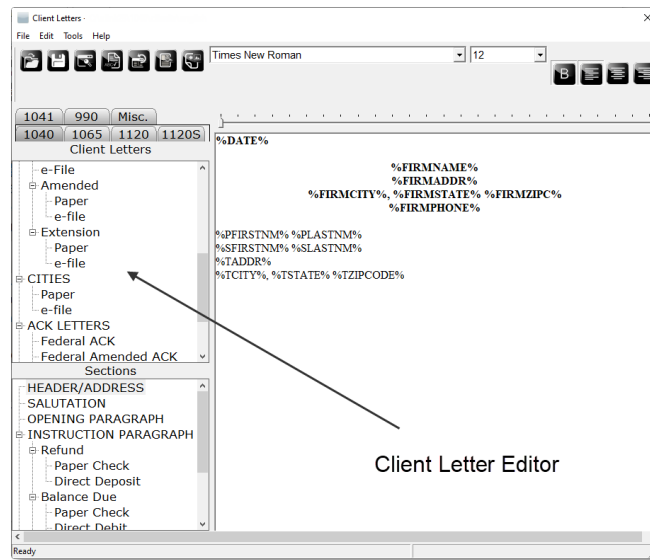 Client Letters -
File Edit Tools Help
Times New Roman 12
B
1041 990 Misc.
1040 1065 1120 1120S
Client Letters
e-File
Amended
Paper
e-file
Extension
Paper
e-file
CITIES
Paper
e-file
ACK LETTERS
Federal ACK
Federal Amended ACK
Sections
HEADER/ADDRESS
SALUTATION
OPENING PARAGRAPH
INSTRUCTION PARAGRAPH
Refund
Paper Check
Direct Deposit
Balance Due
Paper Check
Direct Debit
%DATE%
%FIRMNAME%
%FIRMADDR%
%FIRMCITY%, %FIRMSTATE% %FIRMZIPC%
%FIRMPHONE%
%PFIRSTNM% %PLASTNM%
%SFIRSTNM% %SLASTNM%
%TADDR%
%TCITY%, %TSTATE% %TZIPCODE%
Client Letter Editor
Ready